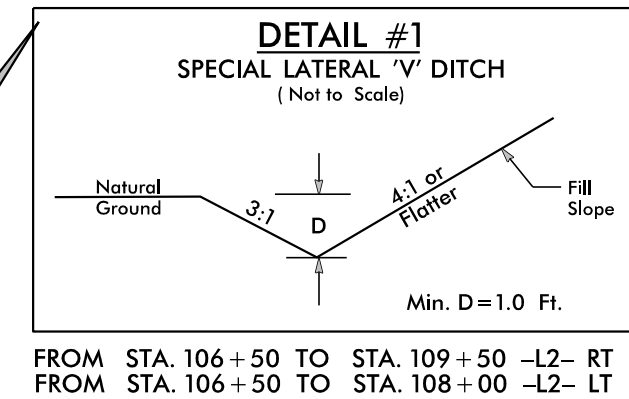 DETAIL #1
SPECIAL LATERAL 'V' DITCH
( Not to Scale)
Natural
Ground
3:1
D
4:1 or
Flatter
Fill
Slope
Min. D=1.0 Ft.
FROM STA. 106+50 TO STA. 109+50 -L2- RT
FROM STA. 106+50 TO STA. 108+00 -L2- LT